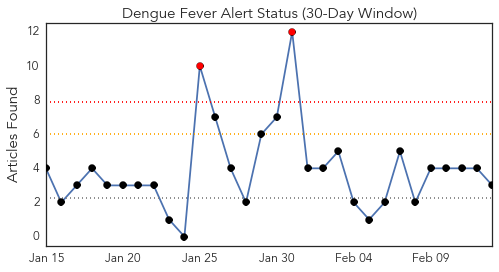 Dengue Fever Alert Status (30-Day Window)
Articles Found
12
10
8
6
4
2
0
Jan 15
Jan 20
Jan 25
Jan 30
Feb 04
Feb 09